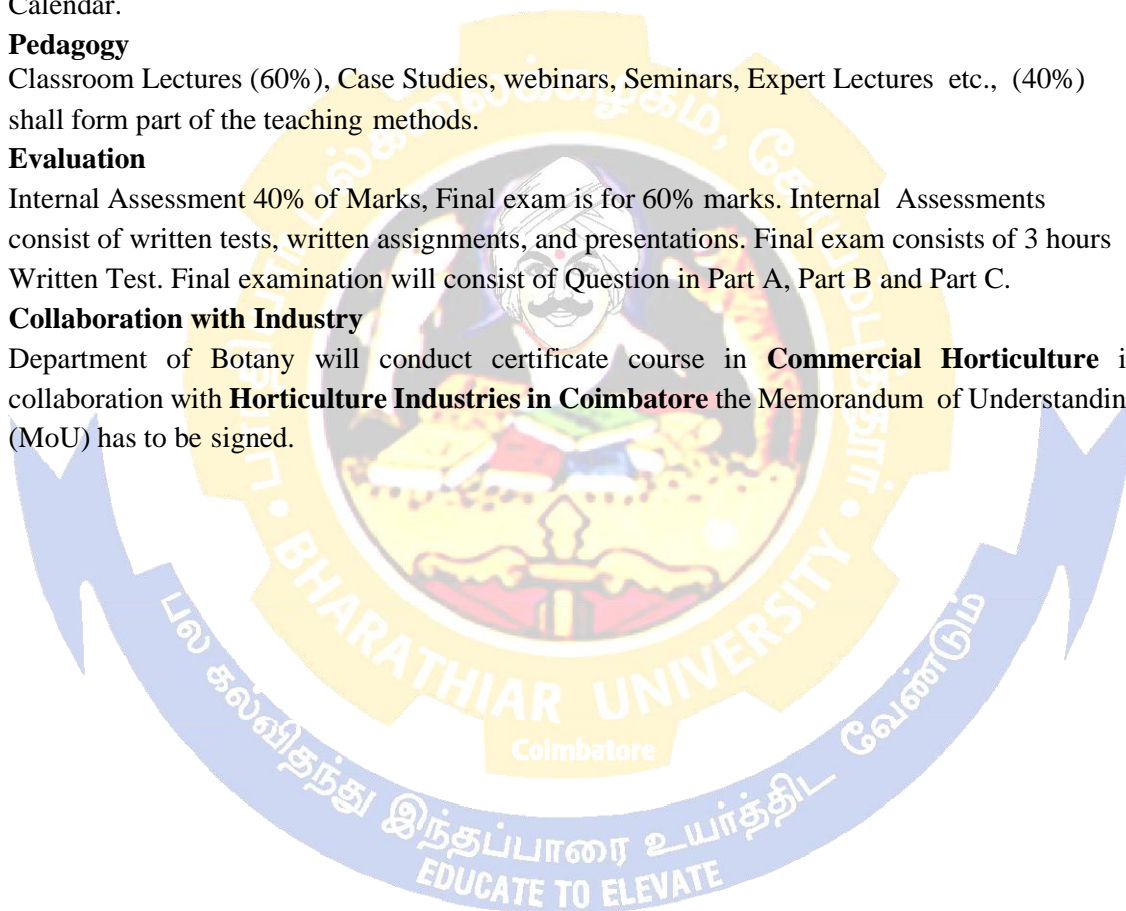 Calendar.
Pedagogy
Classroom Lectures (60%), Case Studies, webinars, Seminars, Expert Lectures etc., (40%)
shall form part of the teaching methods.
Evaluation
Internal Assessment 40% of Marks, Final exam is for 60% marks. Internal Assessments
consist of written tests, written assignments, and presentations. Final exam consists of 3 hours
Written Test. Final examination will consist of Question in Part A, Part B and Part C.
Collaboration with Industry
Department of Botany will conduct certificate course in Commercial Horticulture i
collaboration with Horticulture Industries in Coimbatore the Memorandum of Understandin
(MoU) has to be signed.
BHARATHIAR UNIVERSITY
Coimbatore
இந்தப்பாரை உயர்த்திட வேண்டும்
EDUCATE TO ELEVATE